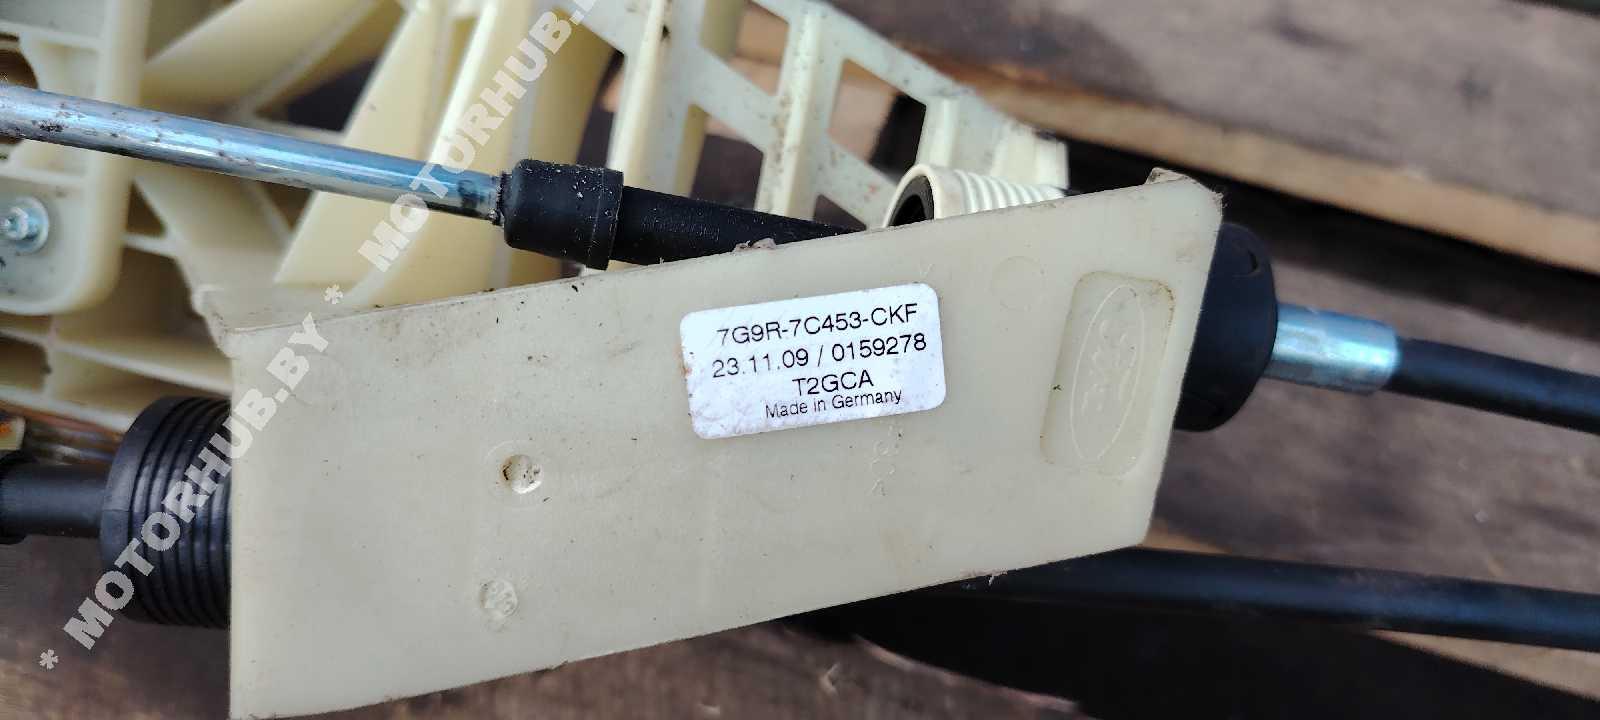 7G9R-7C453-CKF
23.11.09 / 0159278
T2GCA
Made in Germany
* MOTORHUB.BY * MOTORHUB.BY